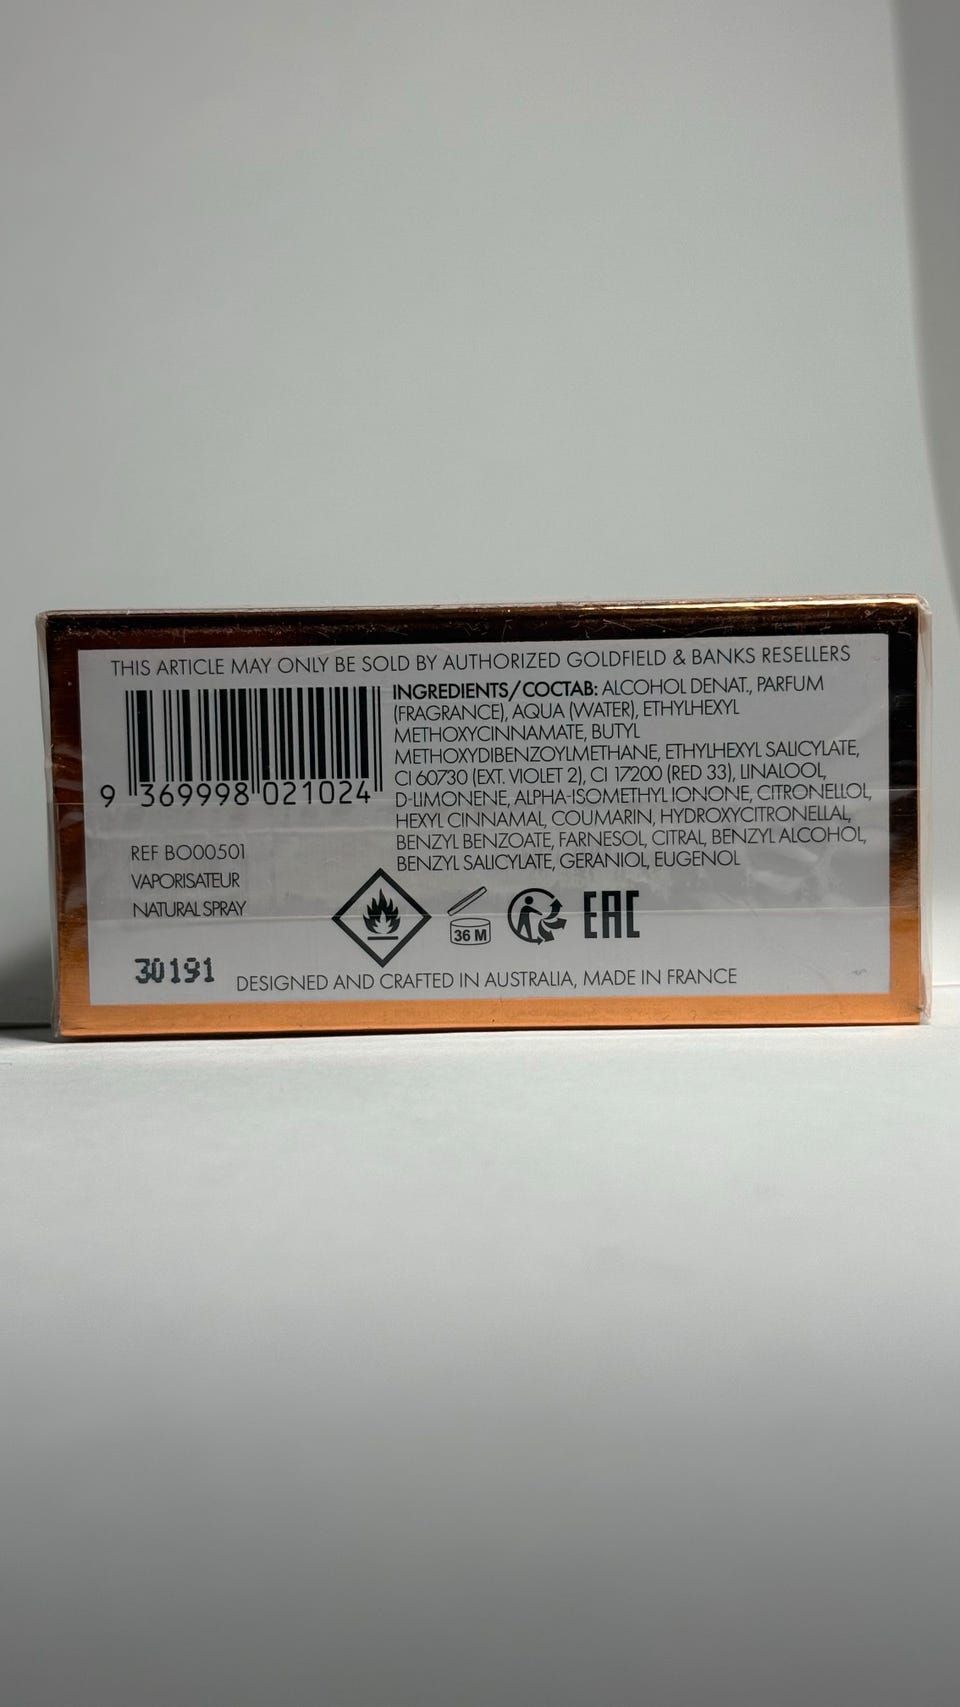 THIS ARTICLE MAY ONLY BE SOLD BY AUTHORIZED GOLDFIELD & BANKS RESELLERS
9 369998 021024
REF BO00501
VAPORISATEUR
NATURAL SPRAY
30191
INGREDIENTS/COCTAB: ALCOHOL DENAT., PARFUM
(FRAGRANCE), AQUA (WATER), ETHYLHEXYL
METHOXYCINNAMATE, BUTYL
METHOXYDIBENZOYLMETHANE, ETHYLHEXYL SALICYLATE,
CI 60730 (EXT. VIOLET 2), CI 17200 (RED 33), LINALOOL,
D-LIMONENE, ALPHA-ISOMETHYL IONONE, CITRONELLOL,
HEXYL CINNAMAL, COUMARIN, HYDROXYCITRONELLAL,
BENZYL BENZOATE, FARNESOL, CITRAL, BENZYL ALCOHOL,
BENZYL SALICYLATE, GERANIOL, EUGENOL
36 M
EAC
DESIGNED AND CRAFTED IN AUSTRALIA, MADE IN FRANCE